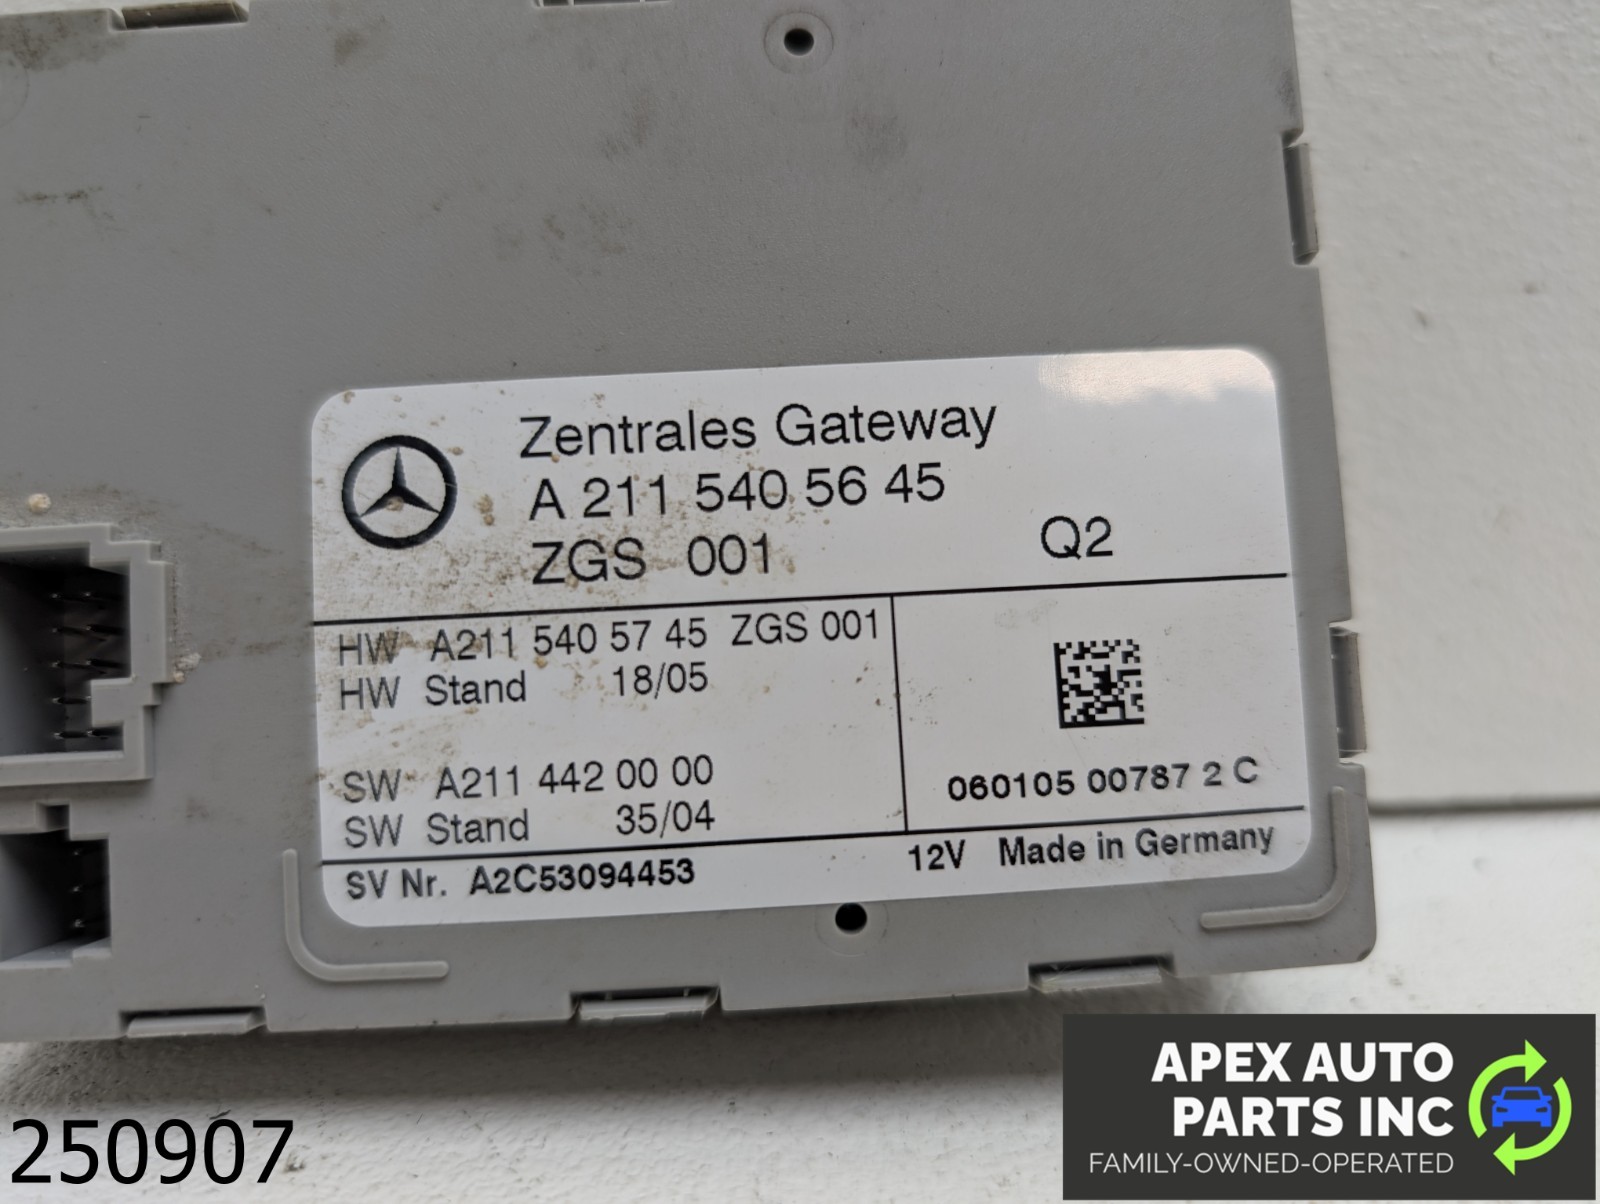 Zentrales Gateway
A 211 540 56 45
ZGS 001
Q2
HW A211 540 57 45 ZGS 001
HW Stand 18/05
SW A211 442 00 00
SW Stand 35/04
060105 00787 2 C
SV Nr. A2C53094453
12V Made in Germany
250907
APEX AUTO
PARTS INC
FAMILY-OWNED-OPERATED